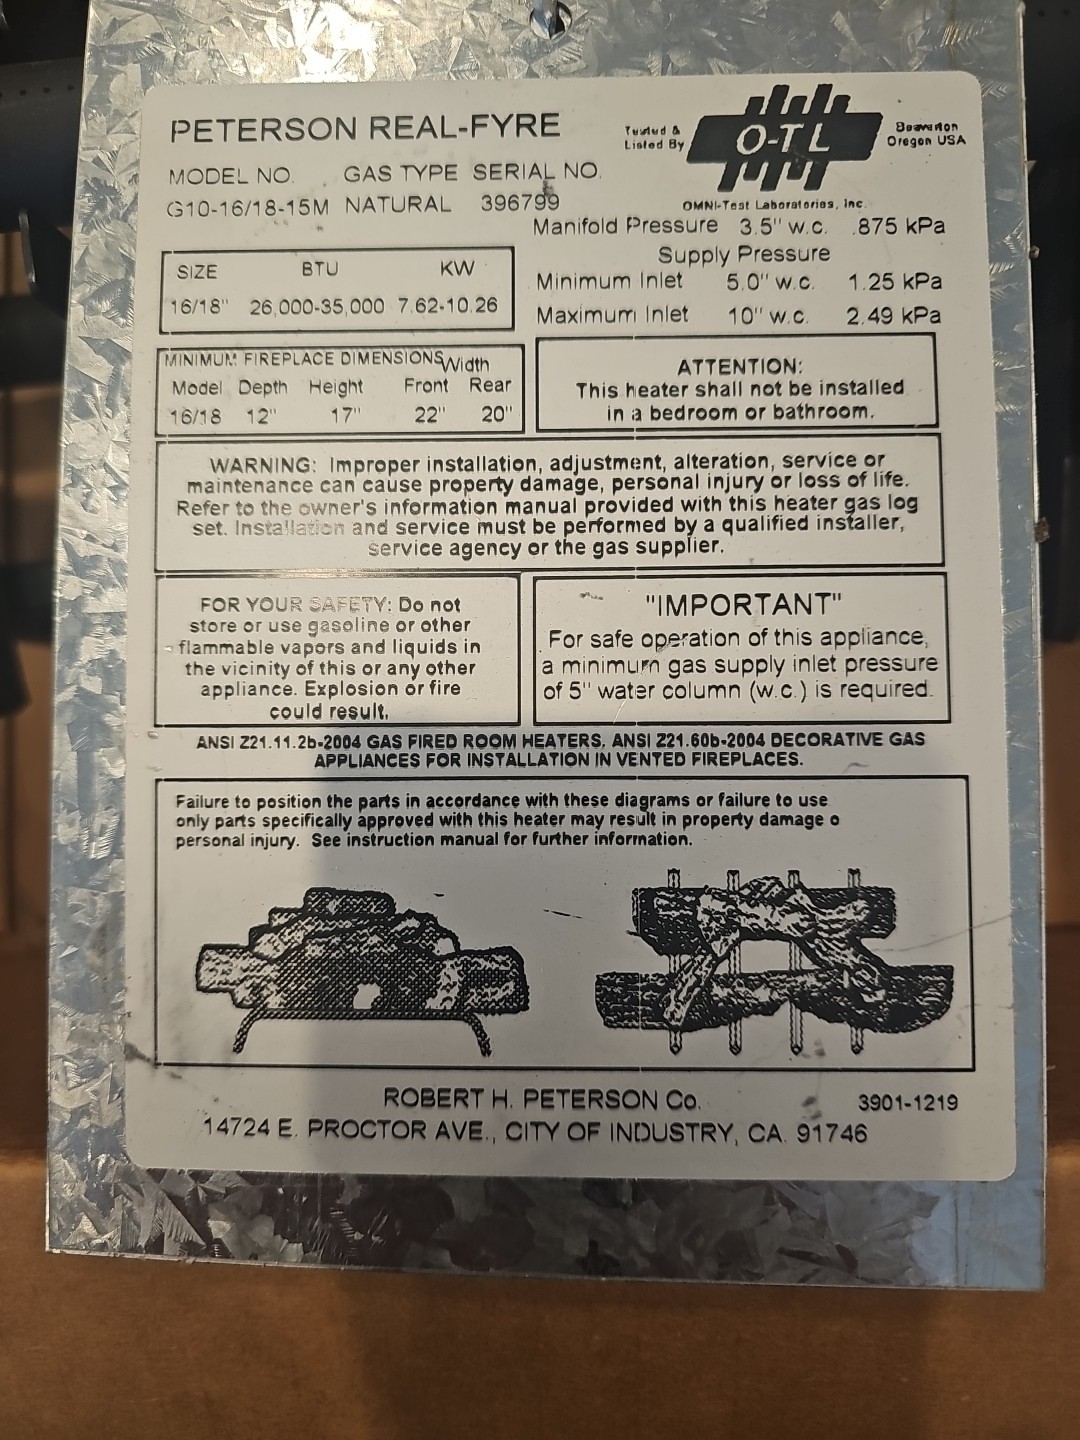 PETERSON REAL-FYRE
Tested &
Listed By
O-TL
Beaverton
Oregon USA
OMNI-Test Laboratories, Inc.
MODEL NO. GAS TYPE SERIAL NO.
G10-16/18-15M NATURAL 396799
Manifold Pressure 3.5" w.c. .875 kPa
Supply Pressure
Minimum Inlet 5.0" w.c. 1.25 kPa
Maximum Inlet 10" w.c. 2.49 kPa
SIZE BTU KW
16/18" 26,000-35,000 7.62-10.26
MINIMUM FIREPLACE DIMENSIONS Width
Model Depth Height Front Rear
16/18 12" 17" 22" 20"
ATTENTION:
This heater shall not be installed
in a bedroom or bathroom.
WARNING: Improper installation, adjustment, alteration, service or
maintenance can cause property damage, personal injury or loss of life.
Refer to the owner's information manual provided with this heater gas log
set. Installation and service must be performed by a qualified installer,
service agency or the gas supplier.
FOR YOUR SAFETY: Do not
store or use gasoline or other
flammable vapors and liquids in
the vicinity of this or any other
appliance. Explosion or fire
could result.
"IMPORTANT"
For safe operation of this appliance,
a minimum gas supply inlet pressure
of 5" water column (w.c.) is required.
ANSI Z21.11.2b-2004 GAS FIRED ROOM HEATERS, ANSI Z21.60b-2004 DECORATIVE GAS
APPLIANCES FOR INSTALLATION IN VENTED FIREPLACES.
Failure to position the parts in accordance with these diagrams or failure to use
only parts specifically approved with this heater may result in property damage o
personal injury. See instruction manual for further information.
ROBERT H. PETERSON Co.
3901-1219
14724 E. PROCTOR AVE., CITY OF INDUSTRY, CA. 91746